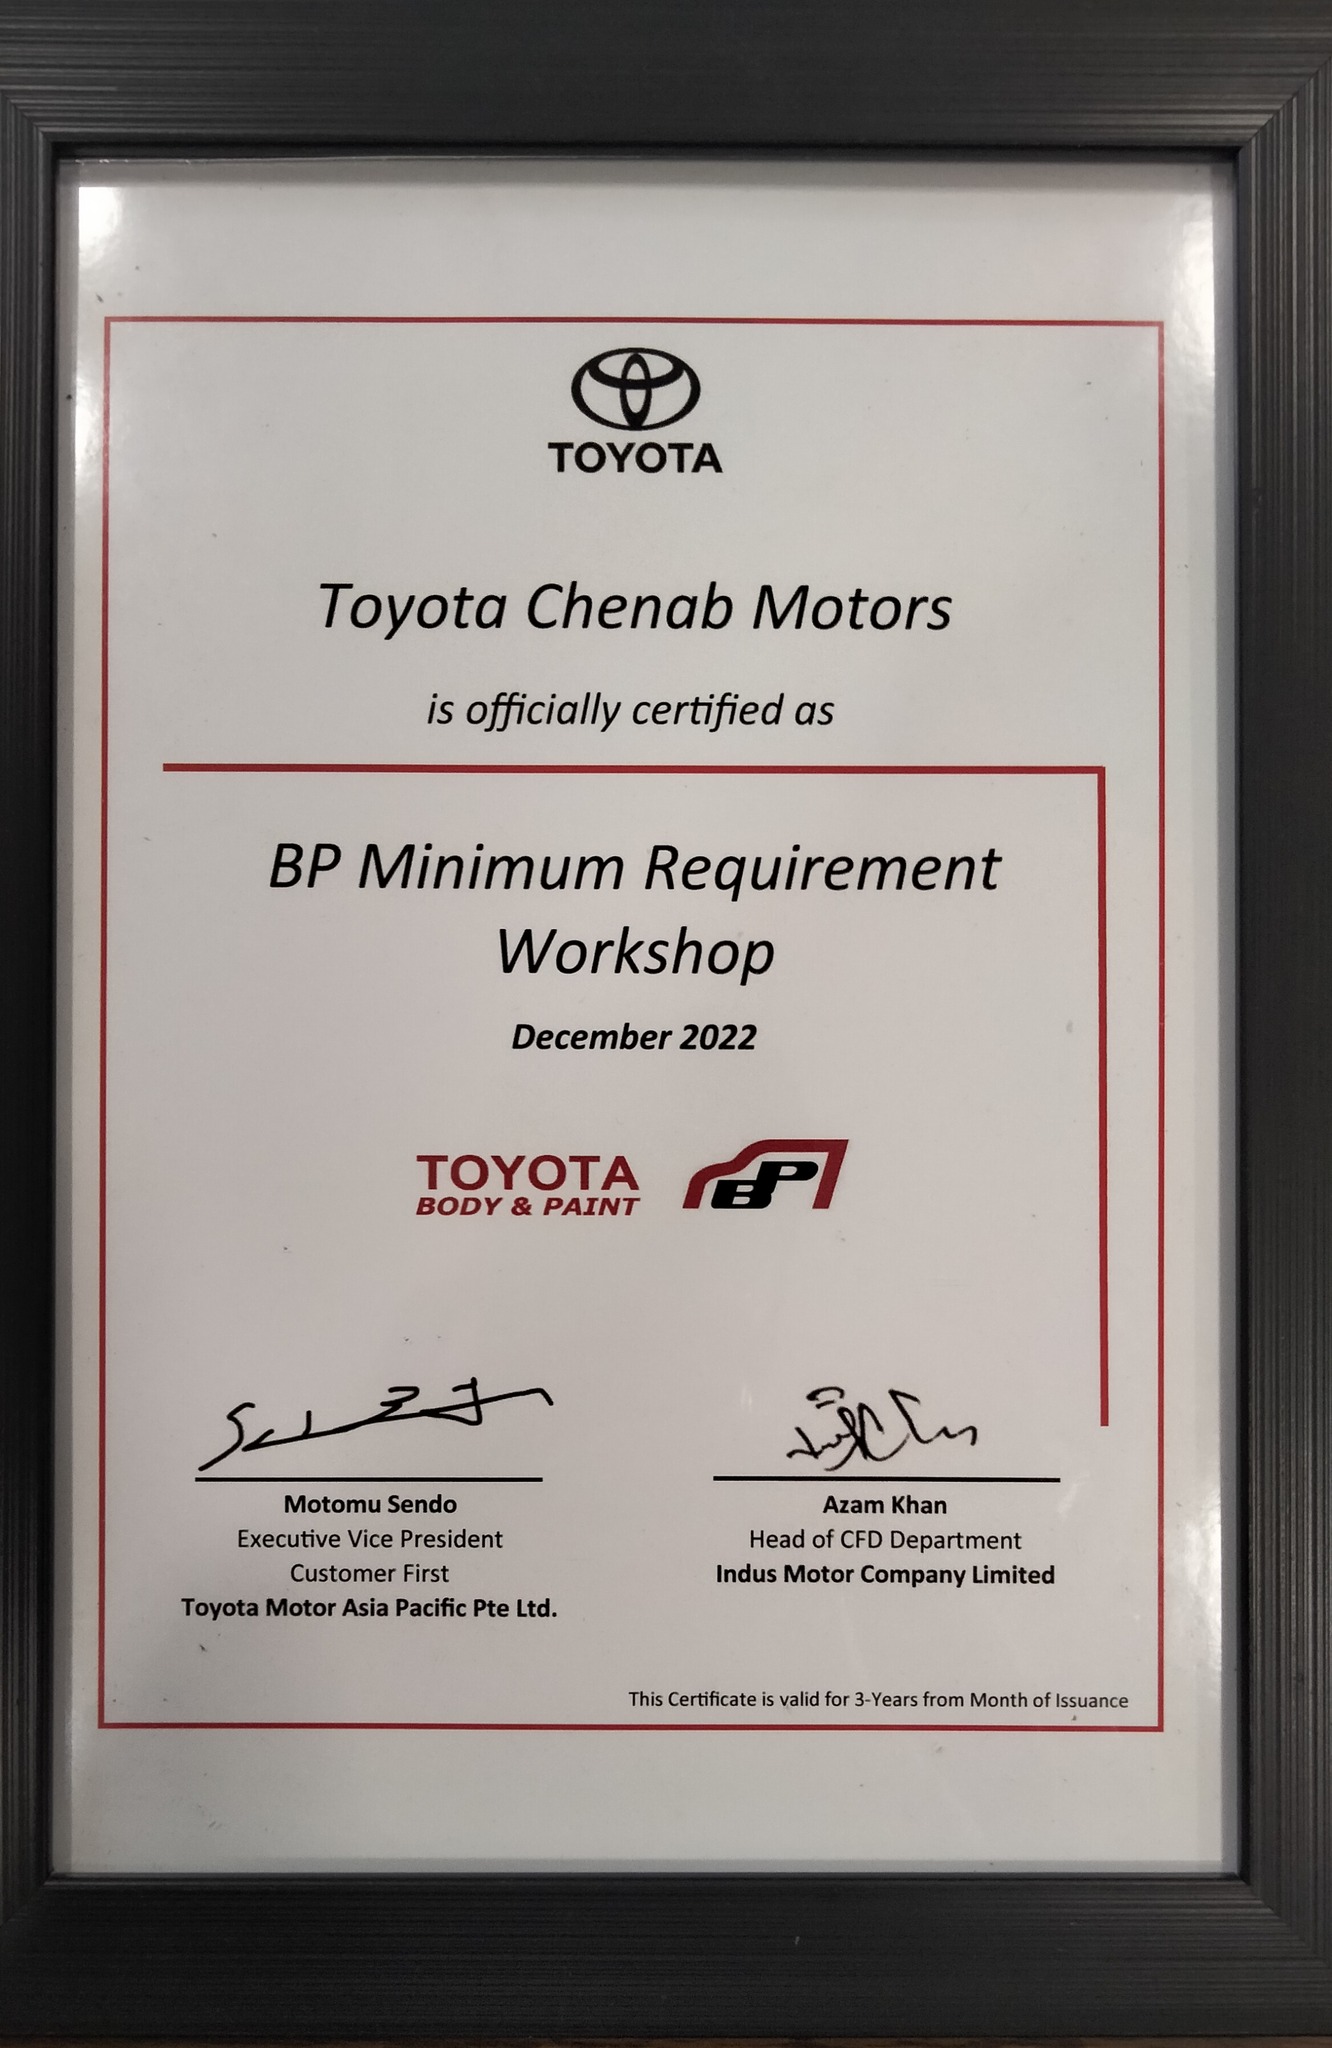 TOYOTA
Toyota Chenab Motors
is officially certified as
BP Minimum Requirement
Workshop
December 2022
TOYOTA
BODY & PAINT
BP
Motomu Sendo
Executive Vice President
Customer First
Toyota Motor Asia Pacific Pte Ltd.
Azam Khan
Head of CFD Department
Indus Motor Company Limited
This Certificate is valid for 3-Years from Month of Issuance